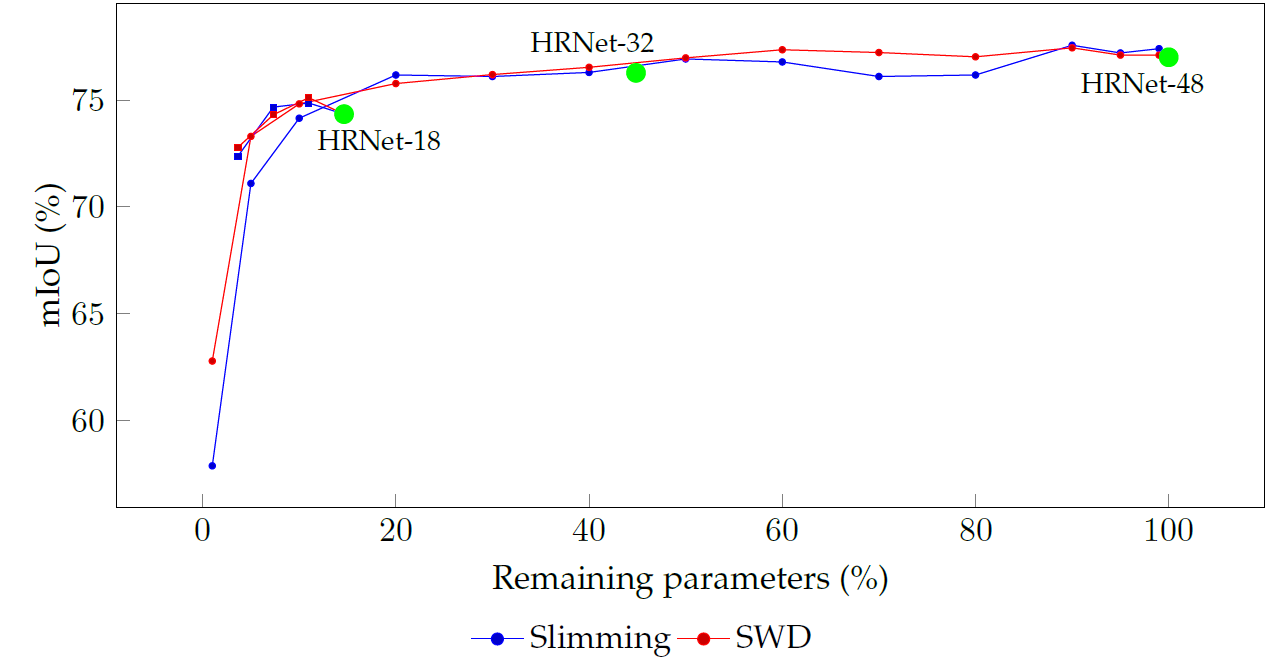 HRNet-32
75
HRNet-48
HRNet-18
70
mIoU (%)
65
60
0 20 40 60 80 100
Remaining parameters (%)
Slimming SWD